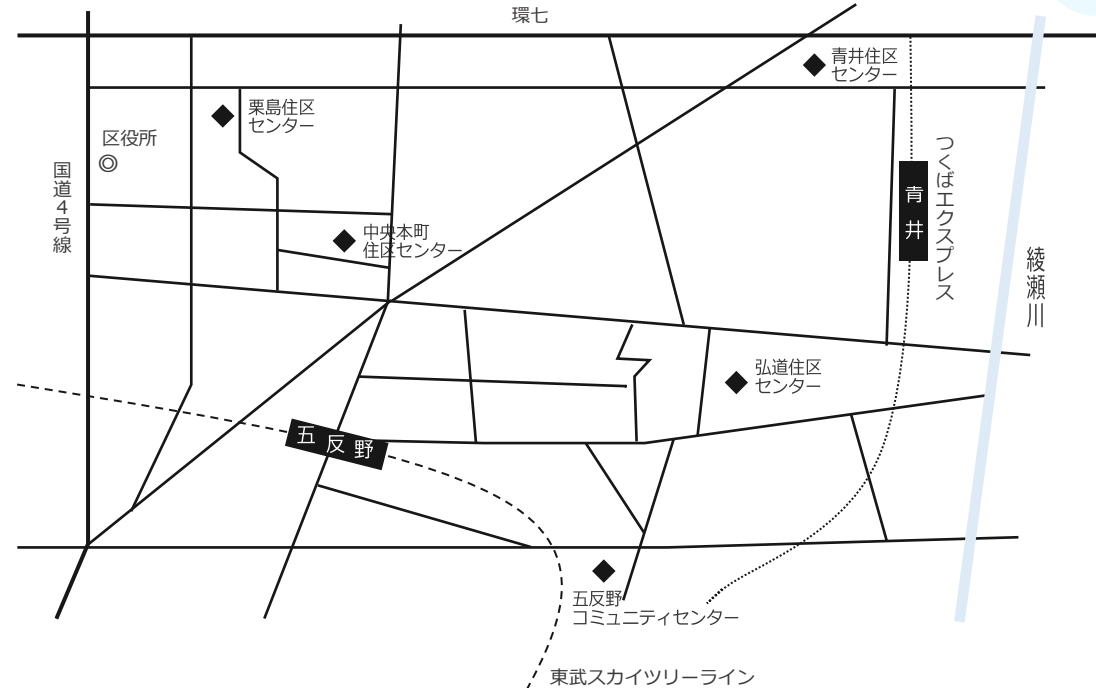 環七
青井住区
センター
栗島住区
センター
区役所
国道4号線
つくばエクスプレス
青井
中央本町
住区センター
綾瀬川
弘道住区
センター
五反野
五反野
コミュニティセンター
東武スカイツリーライン